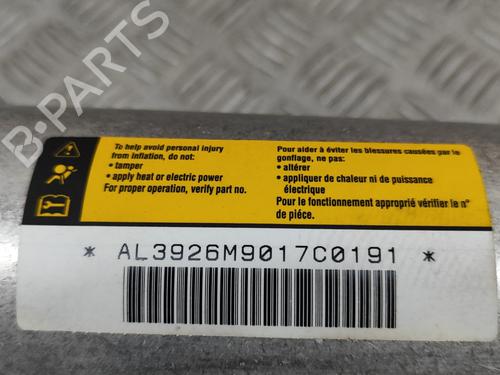 To help avoid personal injury
from inflation, do not:
• tamper
• apply heat or electric power
For proper operation, verify part no.
Pour aider à éviter les blessures causées par le
gonflage, ne pas:
• altérer
• appliquer de chaleur ni de puissance
électrique
Pour le fonctionnement approprié vérifier le n°
de piéce.
* AL3926M9017C0191 *
B-PARTS